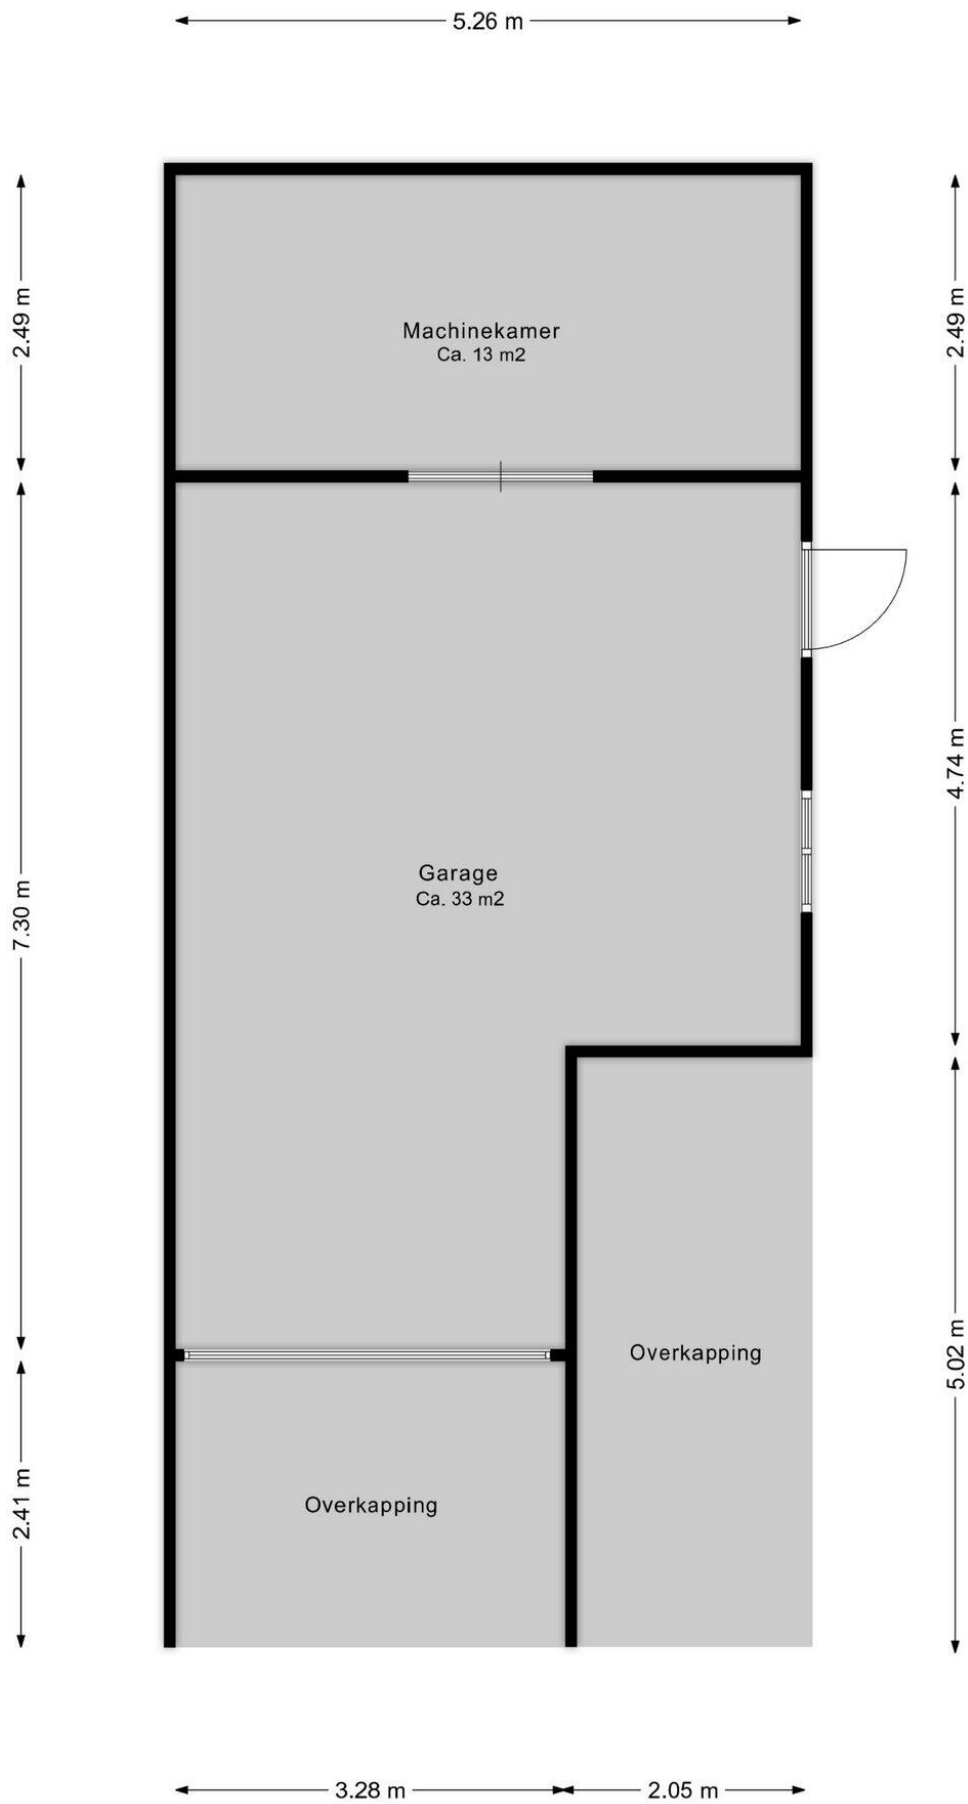 5.26 m
2.49 m
2.49 m
Machinekamer
Ca. 13 m2
4.74 m
Garage
Ca. 33 m2
7.30 m
Overkapping
5.02 m
Overkapping
2.41 m
3.28 m
2.05 m